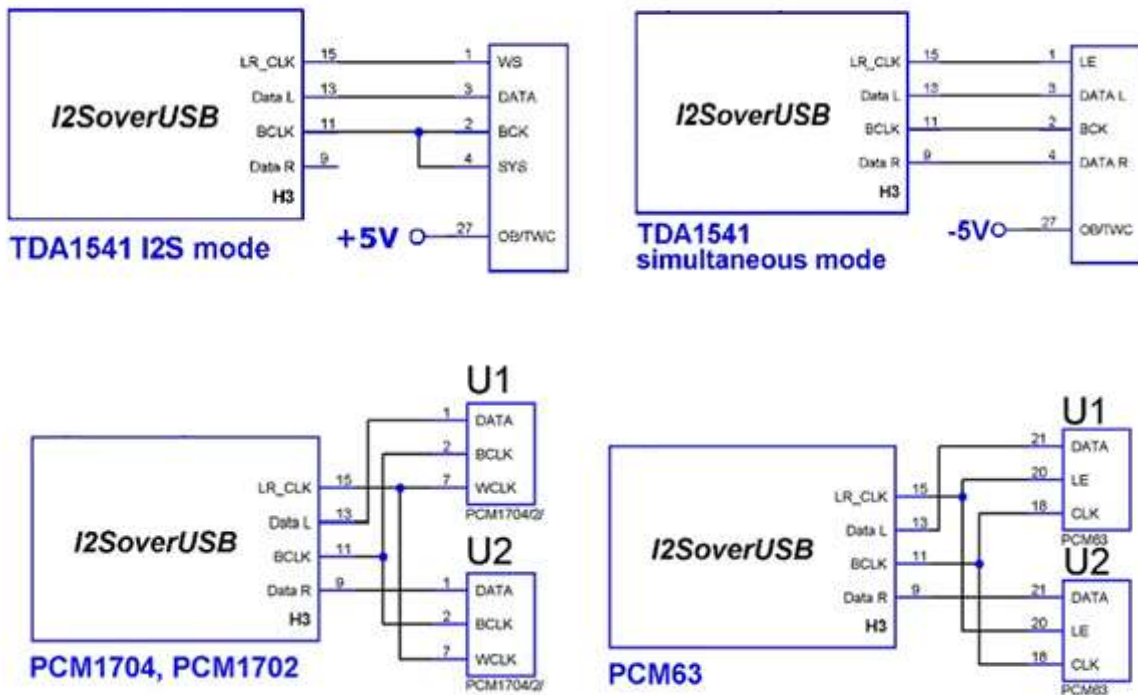 LR_CLK 15 1 WS
Data L 13 3 DATA
I2SoverUSB
BCLK 11 2 BCK
Data R 9 4 SYS
H3
+5V 27 OB/TWC
TDA1541 I2S mode
LR_CLK 15 1 LE
Data L 13 3 DATA L
I2SoverUSB
BCLK 11 2 BCK
Data R 9 4 DATA R
H3
-5V 27 OB/TWC
TDA1541
simultaneous mode
U1
1 DATA
2 BCLK
LR_CLK 15 7 WCLK
PCM1704/2/
Data L 13
I2SoverUSB
BCLK 11
U2
Data R 9 1 DATA
H3
2 BCLK
7 WCLK
PCM1704/2/
PCM1704, PCM1702
U1
21 DATA
20 LE
LR_CLK 15
18 CLK
Data L 13
PCM63
I2SoverUSB
BCLK 11
U2
Data R 9 21 DATA
H3
20 LE
18 CLK
PCM63
PCM63